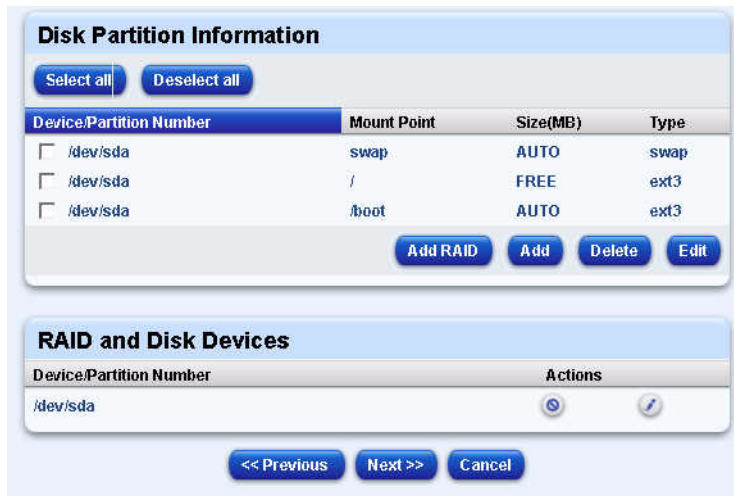 Disk Partition Information
Select all Deselect all
Device/Partition Number Mount Point Size(MB) Type
/dev/sda swap AUTO swap
/dev/sda / FREE ext3
/dev/sda /boot AUTO ext3
Add RAID Add Delete Edit
RAID and Disk Devices
Device/Partition Number Actions
/dev/sda
<< Previous Next >> Cancel